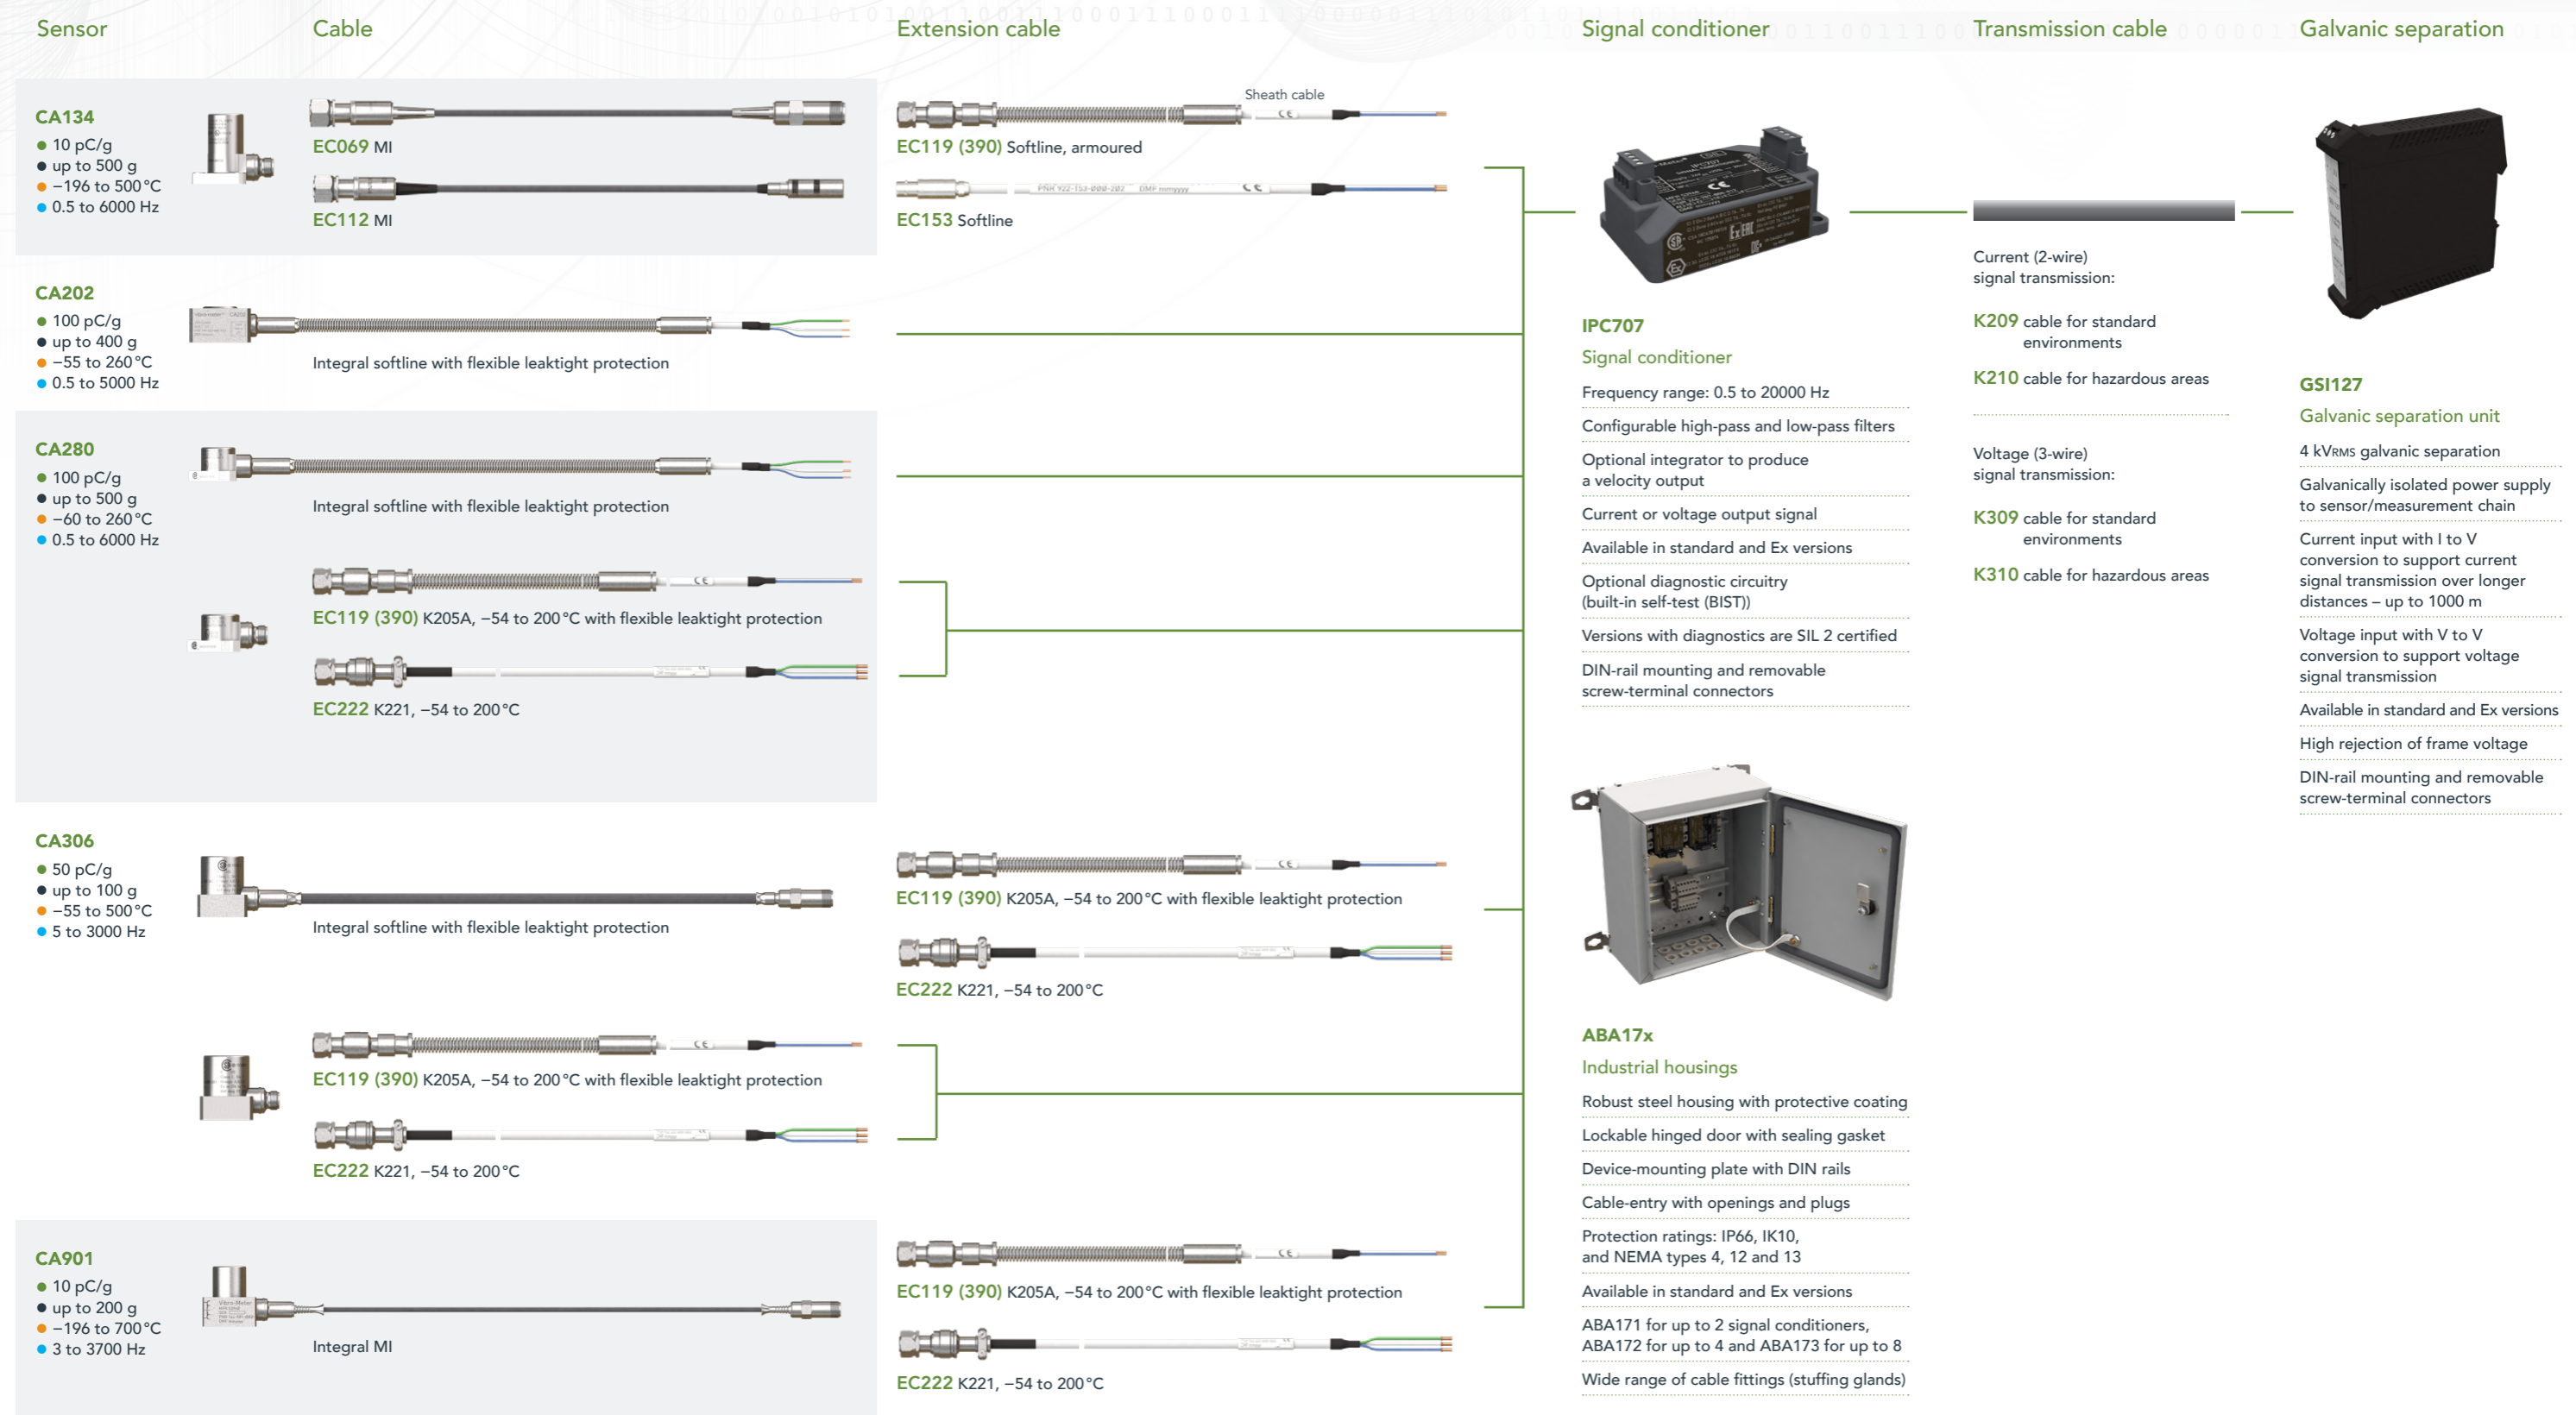 Sensor
Cable
Extension cable
Signal conditioner
Transmission cable
Galvanic separation
CA134
10 pC/g
up to 500 g
−196 to 500 °C
0.5 to 6000 Hz
EC069 MI
EC112 MI
Sheath cable
EC119 (390) Softline, armoured
PNR 922-153-000-202 DMF mmyyyy CE
EC153 Softline
CA202
100 pC/g
up to 400 g
−55 to 260 °C
0.5 to 5000 Hz
Integral softline with flexible leaktight protection
CA280
100 pC/g
up to 500 g
−60 to 260 °C
0.5 to 6000 Hz
Integral softline with flexible leaktight protection
EC119 (390) K205A, −54 to 200 °C with flexible leaktight protection
EC222 K221, −54 to 200 °C
CA306
50 pC/g
up to 100 g
−55 to 500 °C
5 to 3000 Hz
Integral softline with flexible leaktight protection
EC119 (390) K205A, −54 to 200 °C with flexible leaktight protection
EC222 K221, −54 to 200 °C
EC119 (390) K205A, −54 to 200 °C with flexible leaktight protection
EC222 K221, −54 to 200 °C
CA901
10 pC/g
up to 200 g
−196 to 700 °C
3 to 3700 Hz
Integral MI
EC119 (390) K205A, −54 to 200 °C with flexible leaktight protection
EC222 K221, −54 to 200 °C
IPC707
Signal conditioner
Frequency range: 0.5 to 20000 Hz
Configurable high-pass and low-pass filters
Optional integrator to produce
a velocity output
Current or voltage output signal
Available in standard and Ex versions
Optional diagnostic circuitry
(built-in self-test (BIST))
Versions with diagnostics are SIL 2 certified
DIN-rail mounting and removable
screw-terminal connectors
ABA17x
Industrial housings
Robust steel housing with protective coating
Lockable hinged door with sealing gasket
Device-mounting plate with DIN rails
Cable-entry with openings and plugs
Protection ratings: IP66, IK10,
and NEMA types 4, 12 and 13
Available in standard and Ex versions
ABA171 for up to 2 signal conditioners,
ABA172 for up to 4 and ABA173 for up to 8
Wide range of cable fittings (stuffing glands)
Current (2-wire)
signal transmission:
K209 cable for standard
environments
K210 cable for hazardous areas
Voltage (3-wire)
signal transmission:
K309 cable for standard
environments
K310 cable for hazardous areas
GSI127
Galvanic separation unit
4 kVRMS galvanic separation
Galvanically isolated power supply
to sensor/measurement chain
Current input with I to V
conversion to support current
signal transmission over longer
distances – up to 1000 m
Voltage input with V to V
conversion to support voltage
signal transmission
Available in standard and Ex versions
High rejection of frame voltage
DIN-rail mounting and removable
screw-terminal connectors